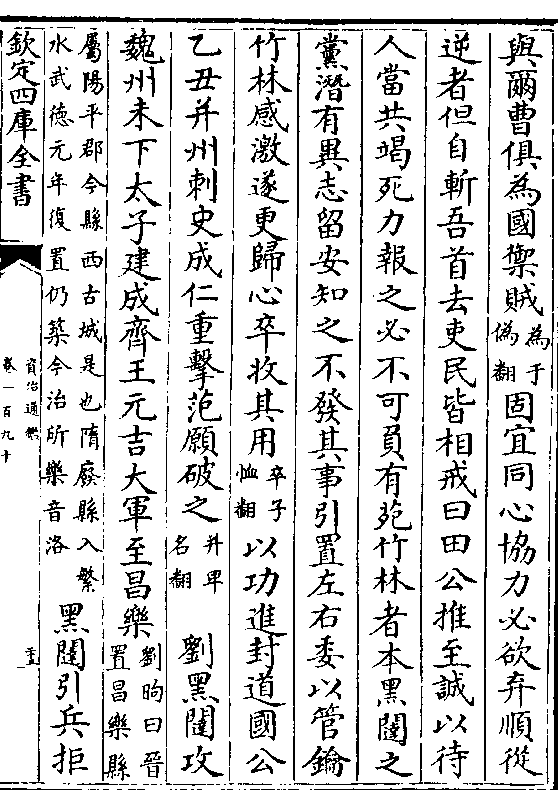 與爾曹俱為國禦賊為于偽翻固宜同心協力必欲弃順從
逆者但自斬吾首去吏民皆相戒曰田公推至誠以待
人當共竭死力報之必不可負有苑竹林者本黑闥之
黨潛有異志留安知之不發其事引置左右委以管鑰
竹林感激遂更歸心卒收其用卒子恤翻以功進封道國公
乙丑并州刺史成仁重擊范願破之并卑名翻劉黑闥攻
魏州未下太子建成齊王元吉大軍至昌樂劉昫曰晉置昌樂縣
屬陽平郡今縣西古城是也隋廢縣入繁水武德元年復置仍築今治所樂音洛黑闥引兵拒
欽定四庫全書
資治通鑑
卷一百九十